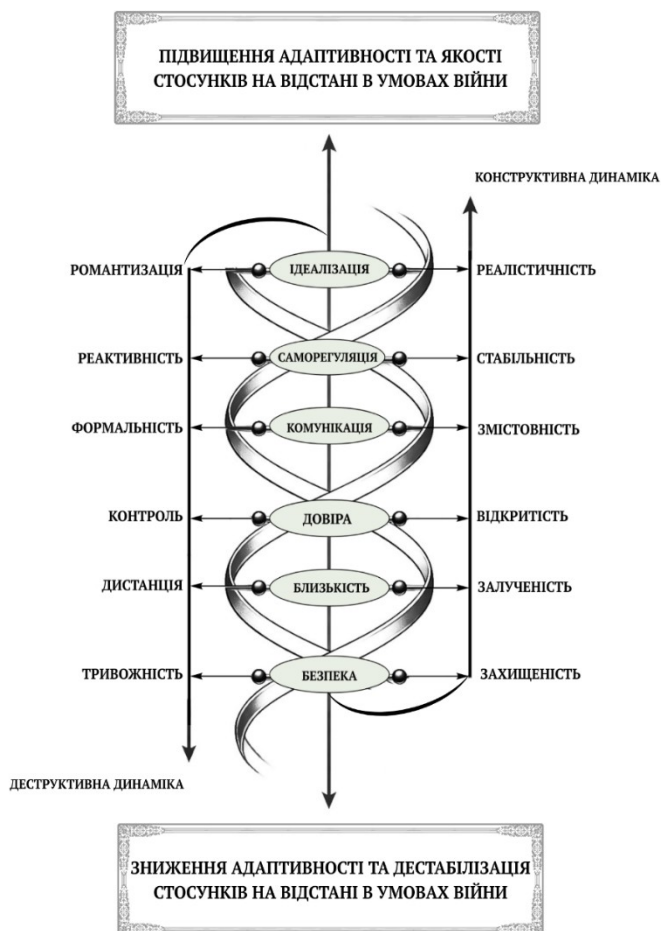 ПІДВИЩЕННЯ АДАПТИВНОСТІ ТА ЯКОСТІ
СТОСУНКІВ НА ВІДСТАНІ В УМОВАХ ВІЙНИ
КОНСТРУКТИВНА ДИНАМІКА
РОМАНТИЗАЦІЯ
ІДЕАЛІЗАЦІЯ
РЕАЛІСТИЧНІСТЬ
РЕАКТИВНІСТЬ
САМОРЕГУЛЯЦІЯ
СТАБІЛЬНІСТЬ
ФОРМАЛЬНІСТЬ
КОМУНІКАЦІЯ
ЗМІСТОВНІСТЬ
КОНТРОЛЬ
ДОВІРА
ВІДКРИТІСТЬ
ДИСТАНЦІЯ
БЛИЗЬКІСТЬ
ЗАЛУЧЕНІСТЬ
ТРИВОЖНІСТЬ
БЕЗПЕКА
ЗАХИЩЕНІСТЬ
ДЕСТРУКТИВНА ДИНАМІКА
ЗНИЖЕННЯ АДАПТИВНОСТІ ТА ДЕСТАБІЛІЗАЦІЯ
СТОСУНКІВ НА ВІДСТАНІ В УМОВАХ ВІЙНИ